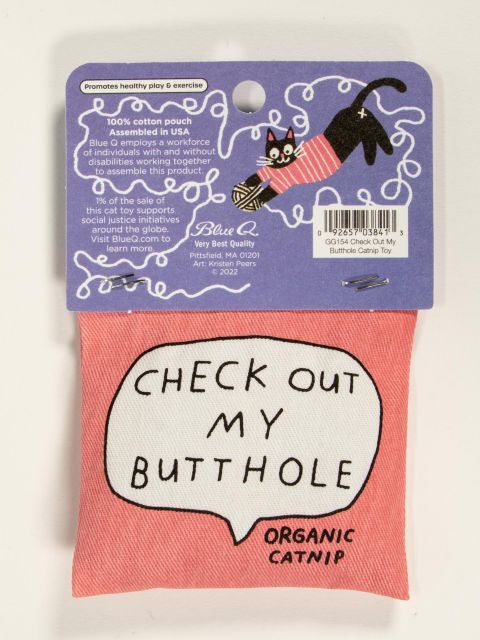 Promotes healthy play & exercise
100% cotton pouch
Assembled in USA
Blue Q employs a workforce
of individuals with and without
disabilities working together
to assemble this product.
1% of the sale of
this cat toy supports
social justice initiatives
around the globe.
Visit BlueQ.com to
learn more.
Blue Q
Very Best Quality
Pittsfield, MA 01201
Art: Kristen Peers
© 2022
0 92657 03841 3
GG154 Check Out My
Butthole Catnip Toy
CHECK OUT
MY
BUTTHOLE
ORGANIC
CATNIP